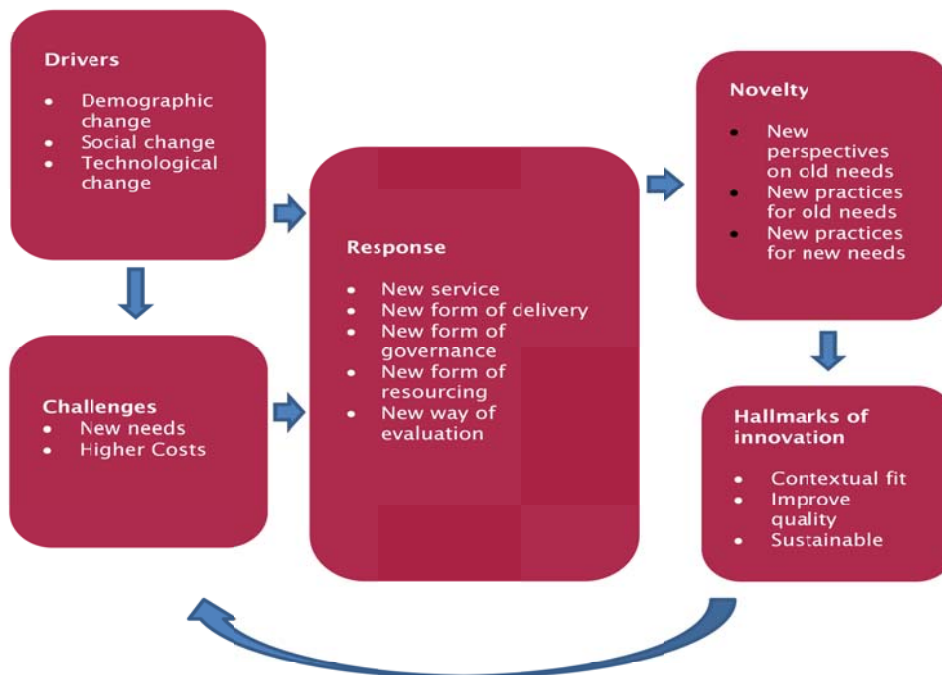 Drivers
• Demographic
change
• Social change
• Technological
change
Challenges
• New needs
• Higher Costs
Response
• New service
• New form of delivery
• New form of
governance
• New form of
resourcing
• New way of
evaluation
Novelty
• New
perspectives
on old needs
• New practices
for old needs
• New practices
for new needs
Hallmarks of
innovation
• Contextual fit
• Improve
quality
• Sustainable